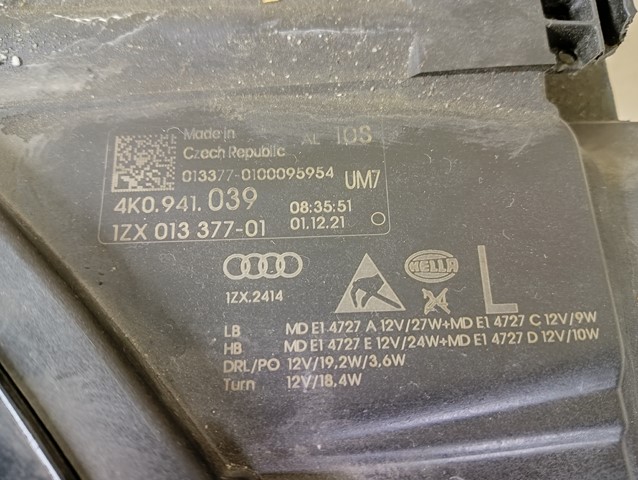 Made in AL IOS
Czech Republic
013377-0100095954 UM7
4K0.941.039 08:35:51
1ZX 013 377-01 01.12.21
HELLA
1ZX.2414 L
LB MD E1 4727 A 12V/27W+MD E1 4727 C 12V/9W
HB MD E1 4727 E 12V/24W+MD E1 4727 D 12V/10W
DRL/PO 12V/19,2W/3,6W
Turn 12V/18,4W